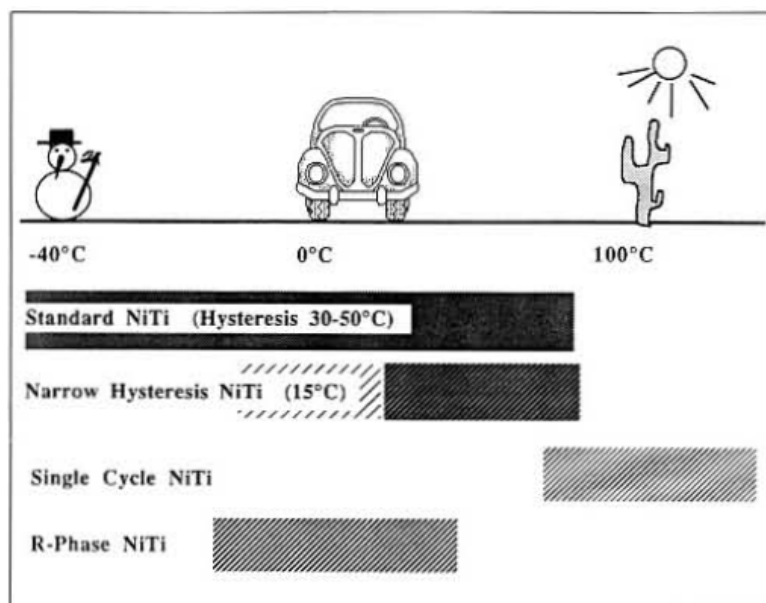 -40°C 0°C 100°C
Standard NiTi (Hysteresis 30-50°C)
Narrow Hysteresis NiTi (15°C)
Single Cycle NiTi
R-Phase NiTi